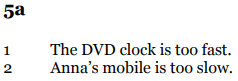 5a
1 The DVD clock is too fast.
2 Anna's mobile is too slow.